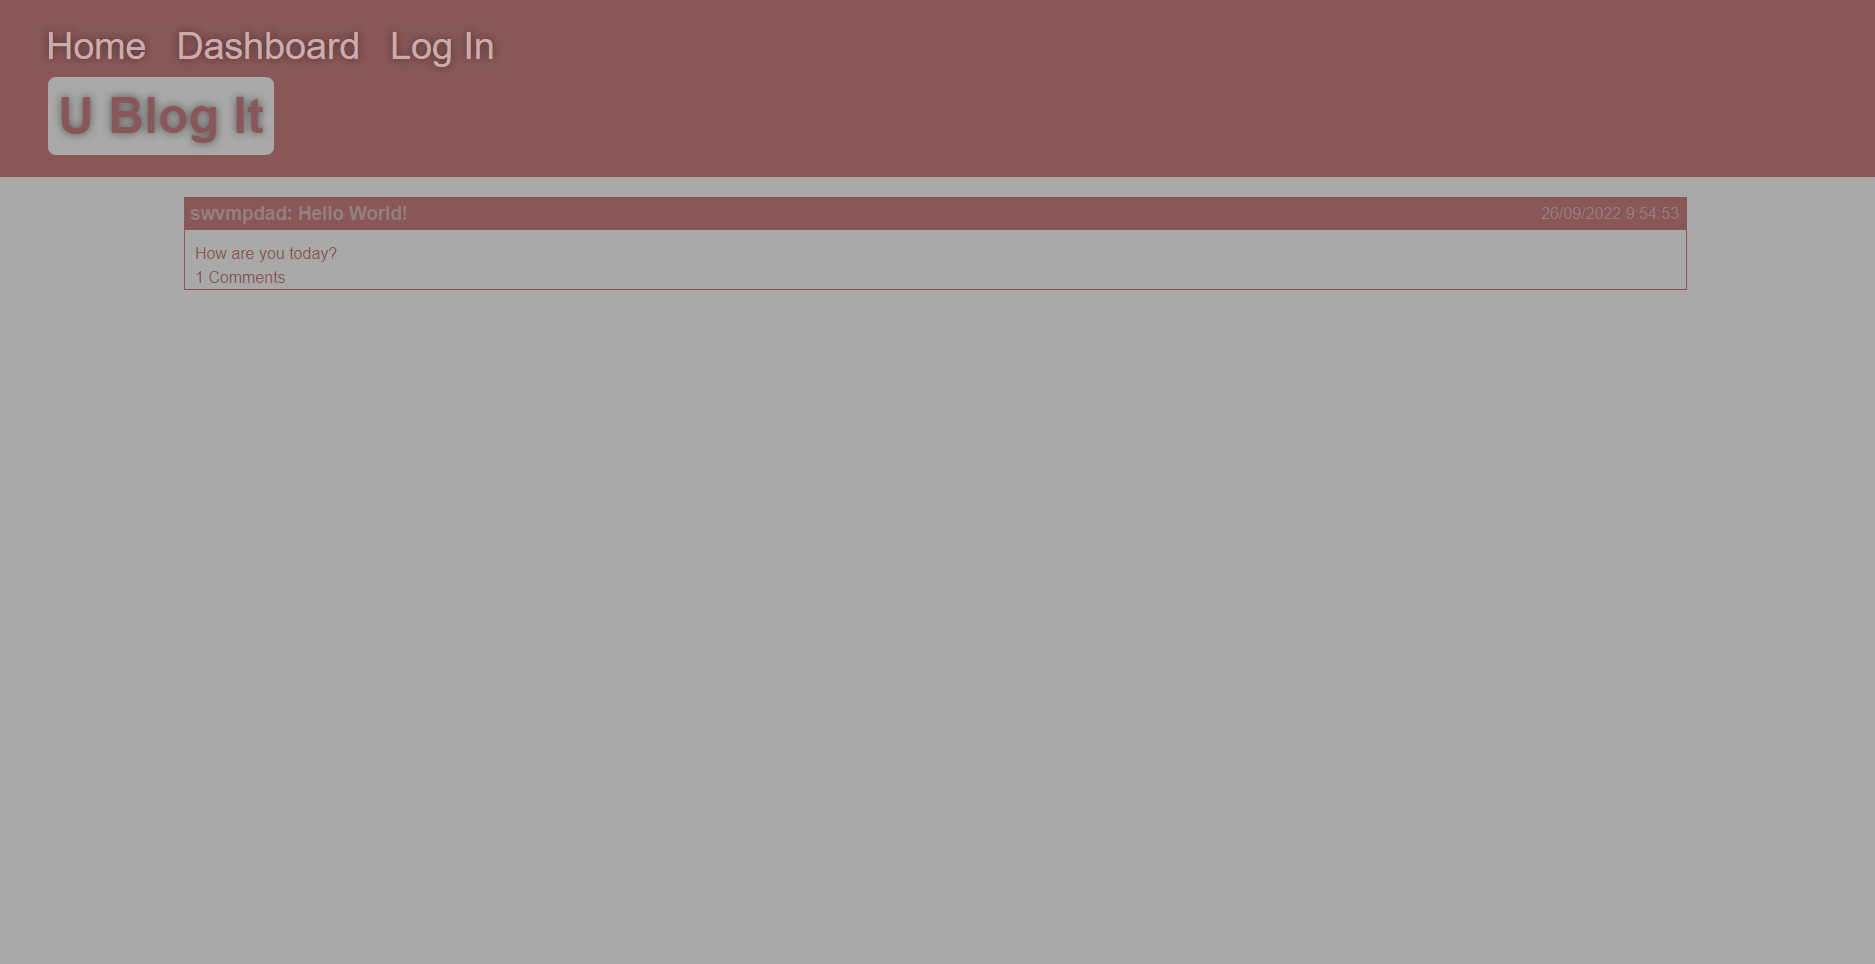 Home Dashboard Log In
U Blog It
swvmpdad: Hello World! 26/09/2022 9:54:53
How are you today?
1 Comments